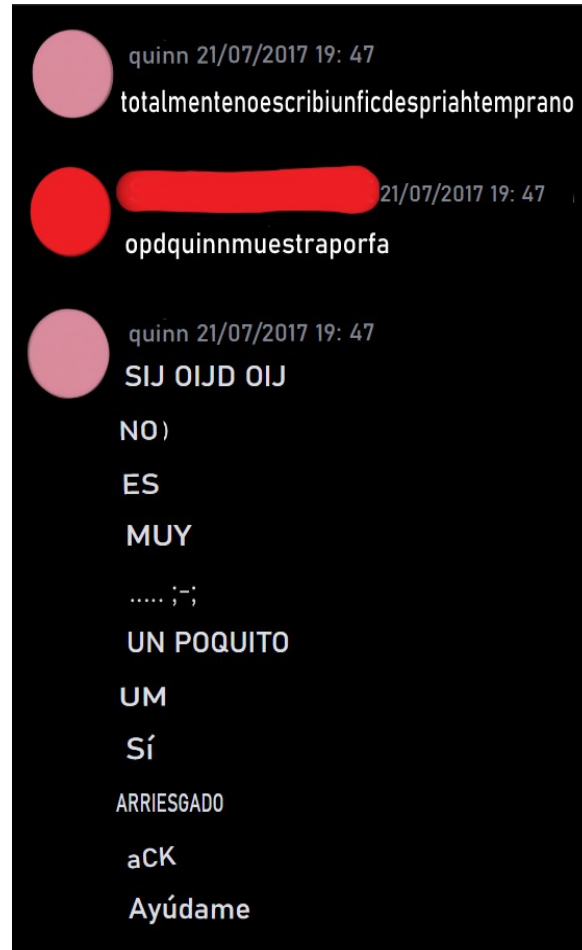 quinn 21/07/2017 19: 47
totalmentenoescribiunficdespriahtemprano
21/07/2017 19: 47
opdquinnmuestraporfa
quinn 21/07/2017 19: 47
SIJ OIJD OIJ
NO)
ES
MUY
..... ;-;
UN POQUITO
UM
Sí
ARRIESGADO
aCK
Ayúdame